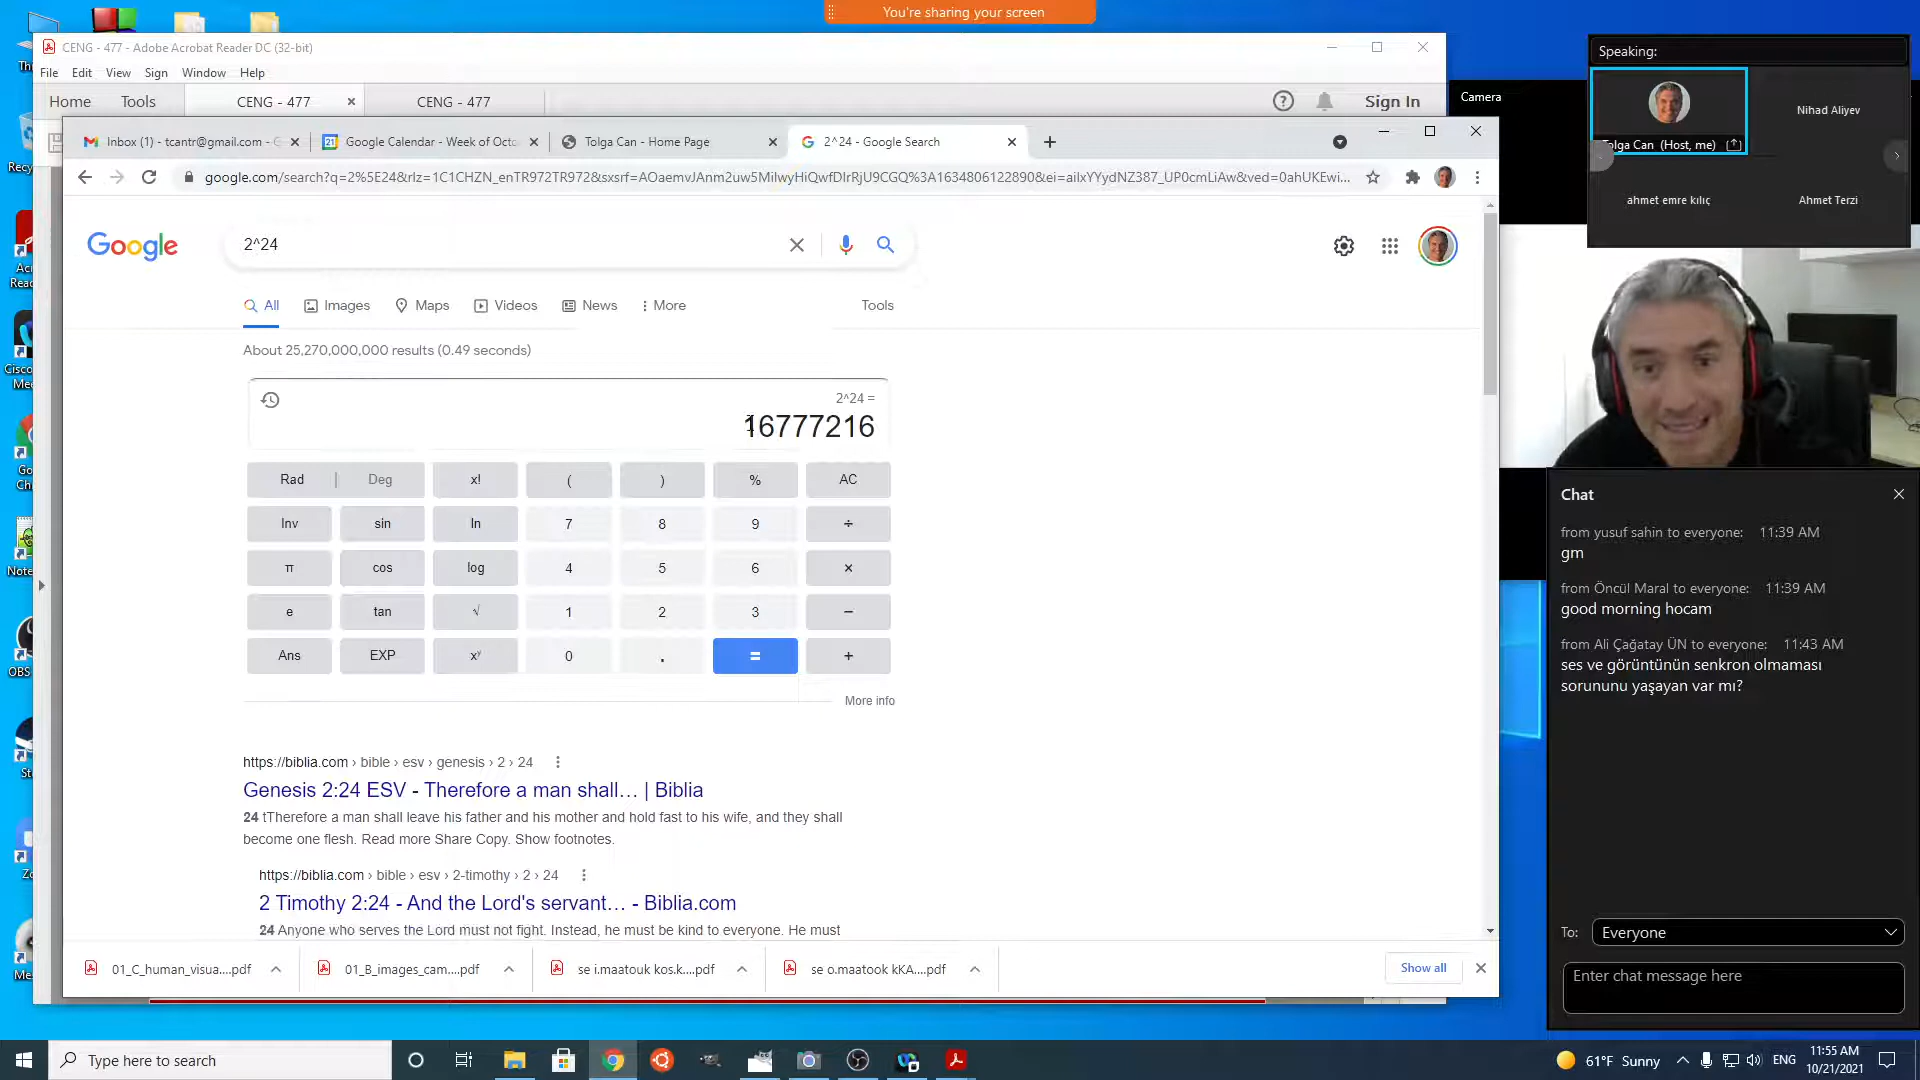 You're sharing your screen
CENG - 477 - Adobe Acrobat Reader DC (32-bit)
File Edit View Sign Window Help
Home Tools CENG - 477 CENG - 477 Sign In
Inbox (1) - tcantr@gmail.com - G
Google Calendar - Week of Octo
Tolga Can - Home Page
2^24 - Google Search
google.com/search?q=2%5E24&rlz=1C1CHZN_enTR972TR972&sxsrf=AOaemvJAnm2uw5MilwyHiQwfDIrRjU9CGQ%3A1634806122890&ei=ailxYYydNZ387_UP0cmLiAw&ved=0ahUKEwi...
Google
2^24
All Images Maps Videos News More Tools
About 25,270,000,000 results (0.49 seconds)
2^24 =
16777216
Rad | Deg x! ( ) % AC
Inv sin ln 7 8 9 ÷
π cos log 4 5 6 ×
e tan √ 1 2 3 −
Ans EXP xʸ 0 . = +
More info
https://biblia.com › bible › esv › genesis › 2 › 24
Genesis 2:24 ESV - Therefore a man shall… | Biblia
24 tTherefore a man shall leave his father and his mother and hold fast to his wife, and they shall
become one flesh. Read more Share Copy. Show footnotes.
https://biblia.com › bible › esv › 2-timothy › 2 › 24
2 Timothy 2:24 - And the Lord's servant… - Biblia.com
24 Anyone who serves the Lord must not fight. Instead, he must be kind to everyone. He must
01_C_human_visua....pdf
01_B_images_cam....pdf
se i.maatouk kos.k....pdf
se o.maatook kKA....pdf
Show all
Camera
Speaking:
Tolga Can (Host, me)
Nihad Aliyev
ahmet emre kılıç
Ahmet Terzi
Chat
from yusuf sahin to everyone: 11:39 AM
gm
from Öncül Maral to everyone: 11:39 AM
good morning hocam
from Ali Çağatay ÜN to everyone: 11:43 AM
ses ve görüntünün senkron olmaması
sorununu yaşayan var mı?
To: Everyone
Enter chat message here
Type here to search
61°F Sunny
ENG
11:55 AM
10/21/2021